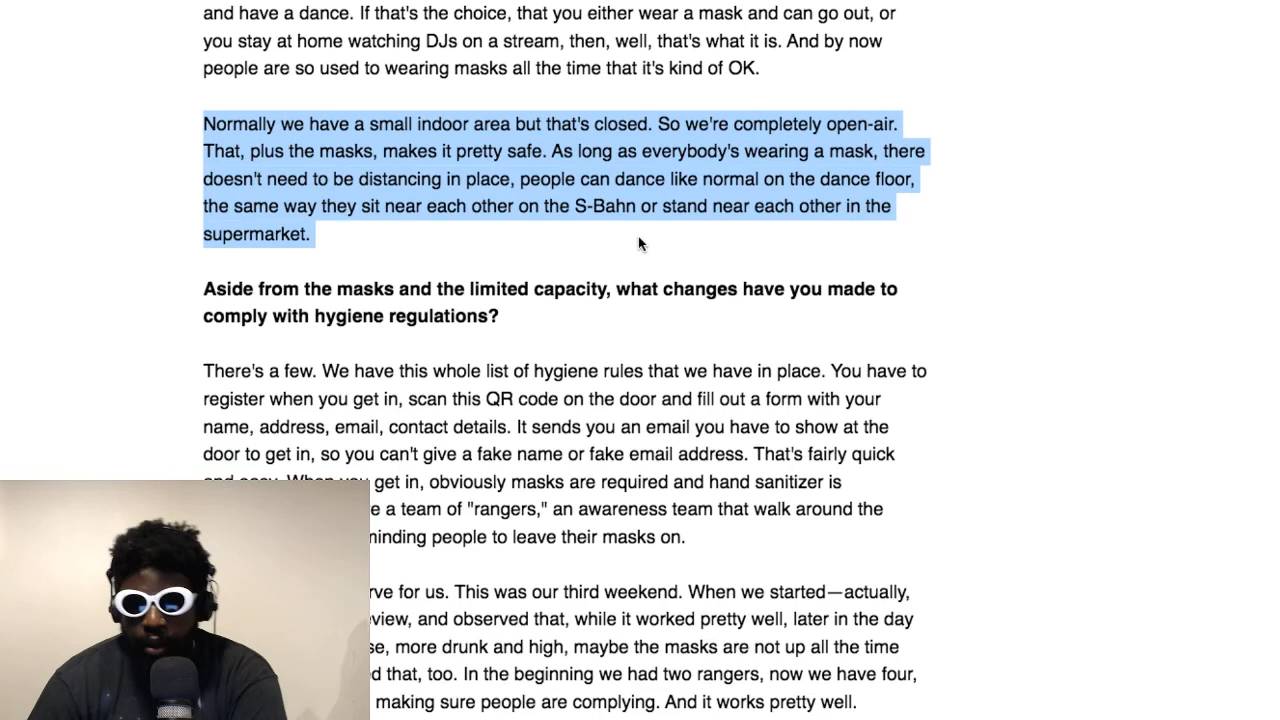 and have a dance. If that's the choice, that you either wear a mask and can go out, or
you stay at home watching DJs on a stream, then, well, that's what it is. And by now
people are so used to wearing masks all the time that it's kind of OK.
Normally we have a small indoor area but that's closed. So we're completely open-air.
That, plus the masks, makes it pretty safe. As long as everybody's wearing a mask, there
doesn't need to be distancing in place, people can dance like normal on the dance floor,
the same way they sit near each other on the S-Bahn or stand near each other in the
supermarket.
Aside from the masks and the limited capacity, what changes have you made to
comply with hygiene regulations?
There's a few. We have this whole list of hygiene rules that we have in place. You have to
register when you get in, scan this QR code on the door and fill out a form with your
name, address, email, contact details. It sends you an email you have to show at the
door to get in, so you can't give a fake name or fake email address. That's fairly quick
and easy. When you get in, obviously masks are required and hand sanitizer is
e a team of "rangers," an awareness team that walk around the
minding people to leave their masks on.
rve for us. This was our third weekend. When we started—actually,
view, and observed that, while it worked pretty well, later in the day
se, more drunk and high, maybe the masks are not up all the time
d that, too. In the beginning we had two rangers, now we have four,
making sure people are complying. And it works pretty well.